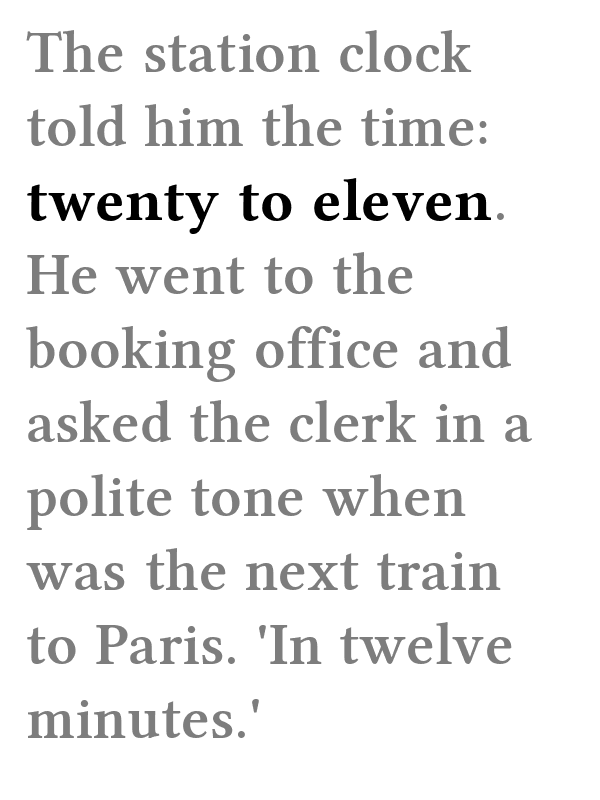 The station clock
told him the time:
twenty to eleven.
He went to the
booking office and
asked the clerk in a
polite tone when
was the next train
to Paris. 'In twelve
minutes.'